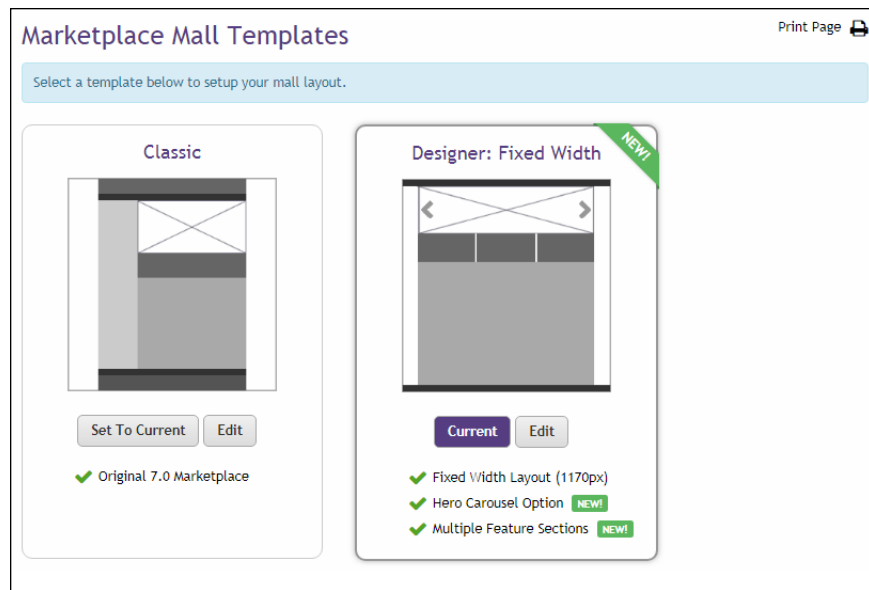 Marketplace Mall Templates
Print Page
Select a template below to setup your mall layout.
Classic
Set To Current
Edit
Original 7.0 Marketplace
Designer: Fixed Width
NEW!
Current
Edit
Fixed Width Layout (1170px)
Hero Carousel Option NEW!
Multiple Feature Sections NEW!